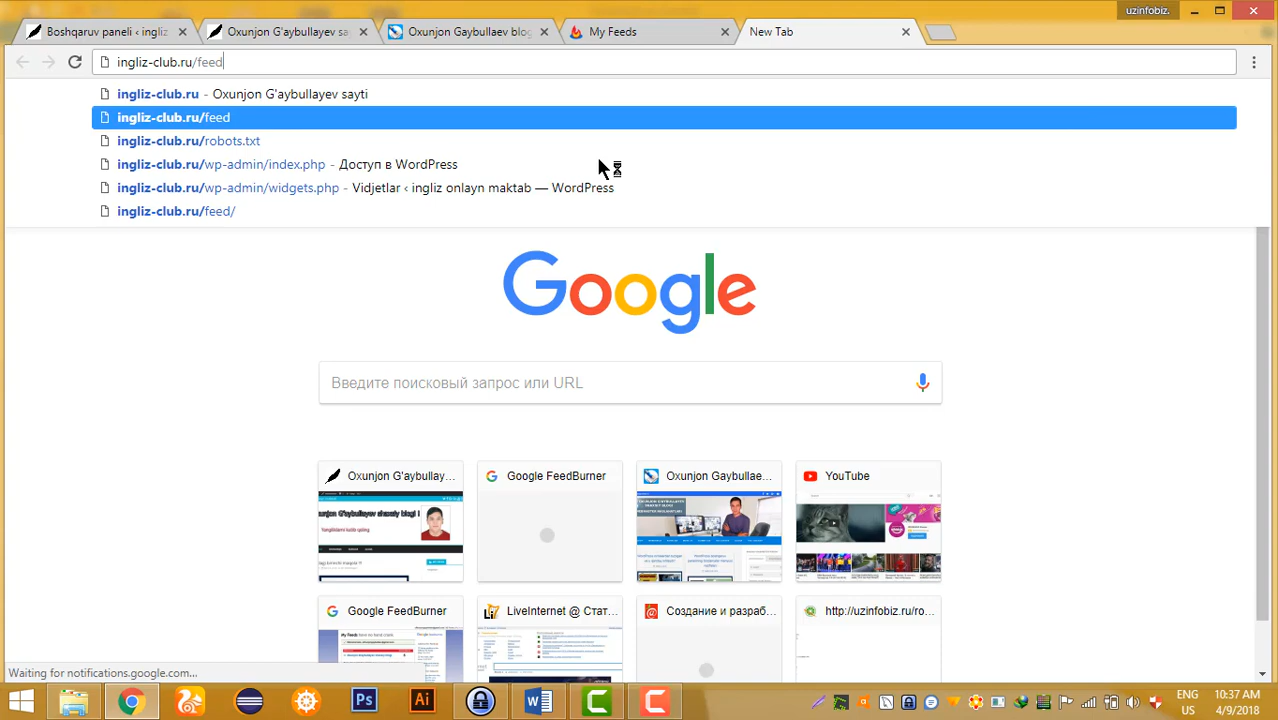 uzinfobiz.
Boshqaruv paneli ‹ ingliz
Oxunjon G'aybullayev sa
Oxunjon Gaybullaev blog
My Feeds
New Tab
ingliz-club.ru/feed
ingliz-club.ru - Oxunjon G'aybullayev sayti
ingliz-club.ru/feed
ingliz-club.ru/robots.txt
ingliz-club.ru/wp-admin/index.php - Доступ в WordPress
ingliz-club.ru/wp-admin/widgets.php - Vidjetlar ‹ ingliz onlayn maktab — WordPress
ingliz-club.ru/feed/
Google
Введите поисковый запрос или URL
Oxunjon G'aybullay...
Google FeedBurner
Oxunjon Gaybullae...
YouTube
Google FeedBurner
LiveInternet @ Стат...
Создание и разраб...
http://uzinfobiz.ru/ro...
My Feeds
Waiting for notifications.google.com...
Ps
Ai
ENG
US
10:37 AM
4/9/2018